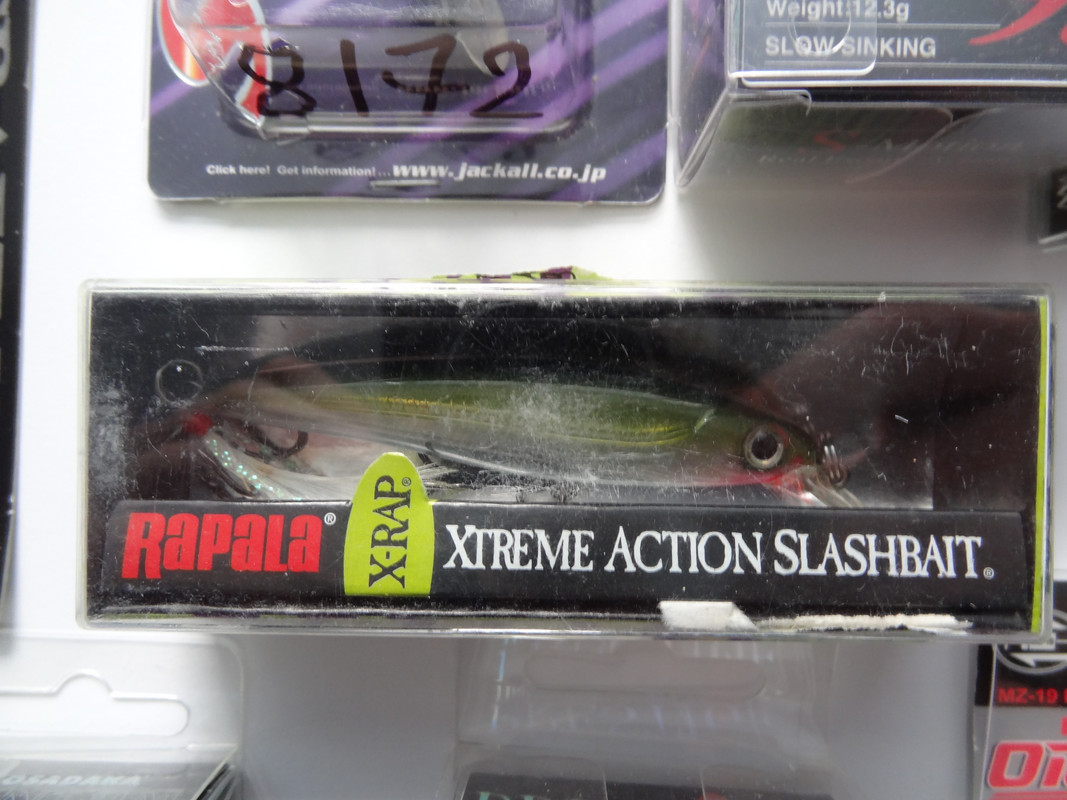 8172
Click here! Get information!... www.jackall.co.jp
Weight:12.3g
SLOW SINKING
RAPALA® X-RAP® XTREME ACTION SLASHBAIT®
MZ-19
OSADAKA